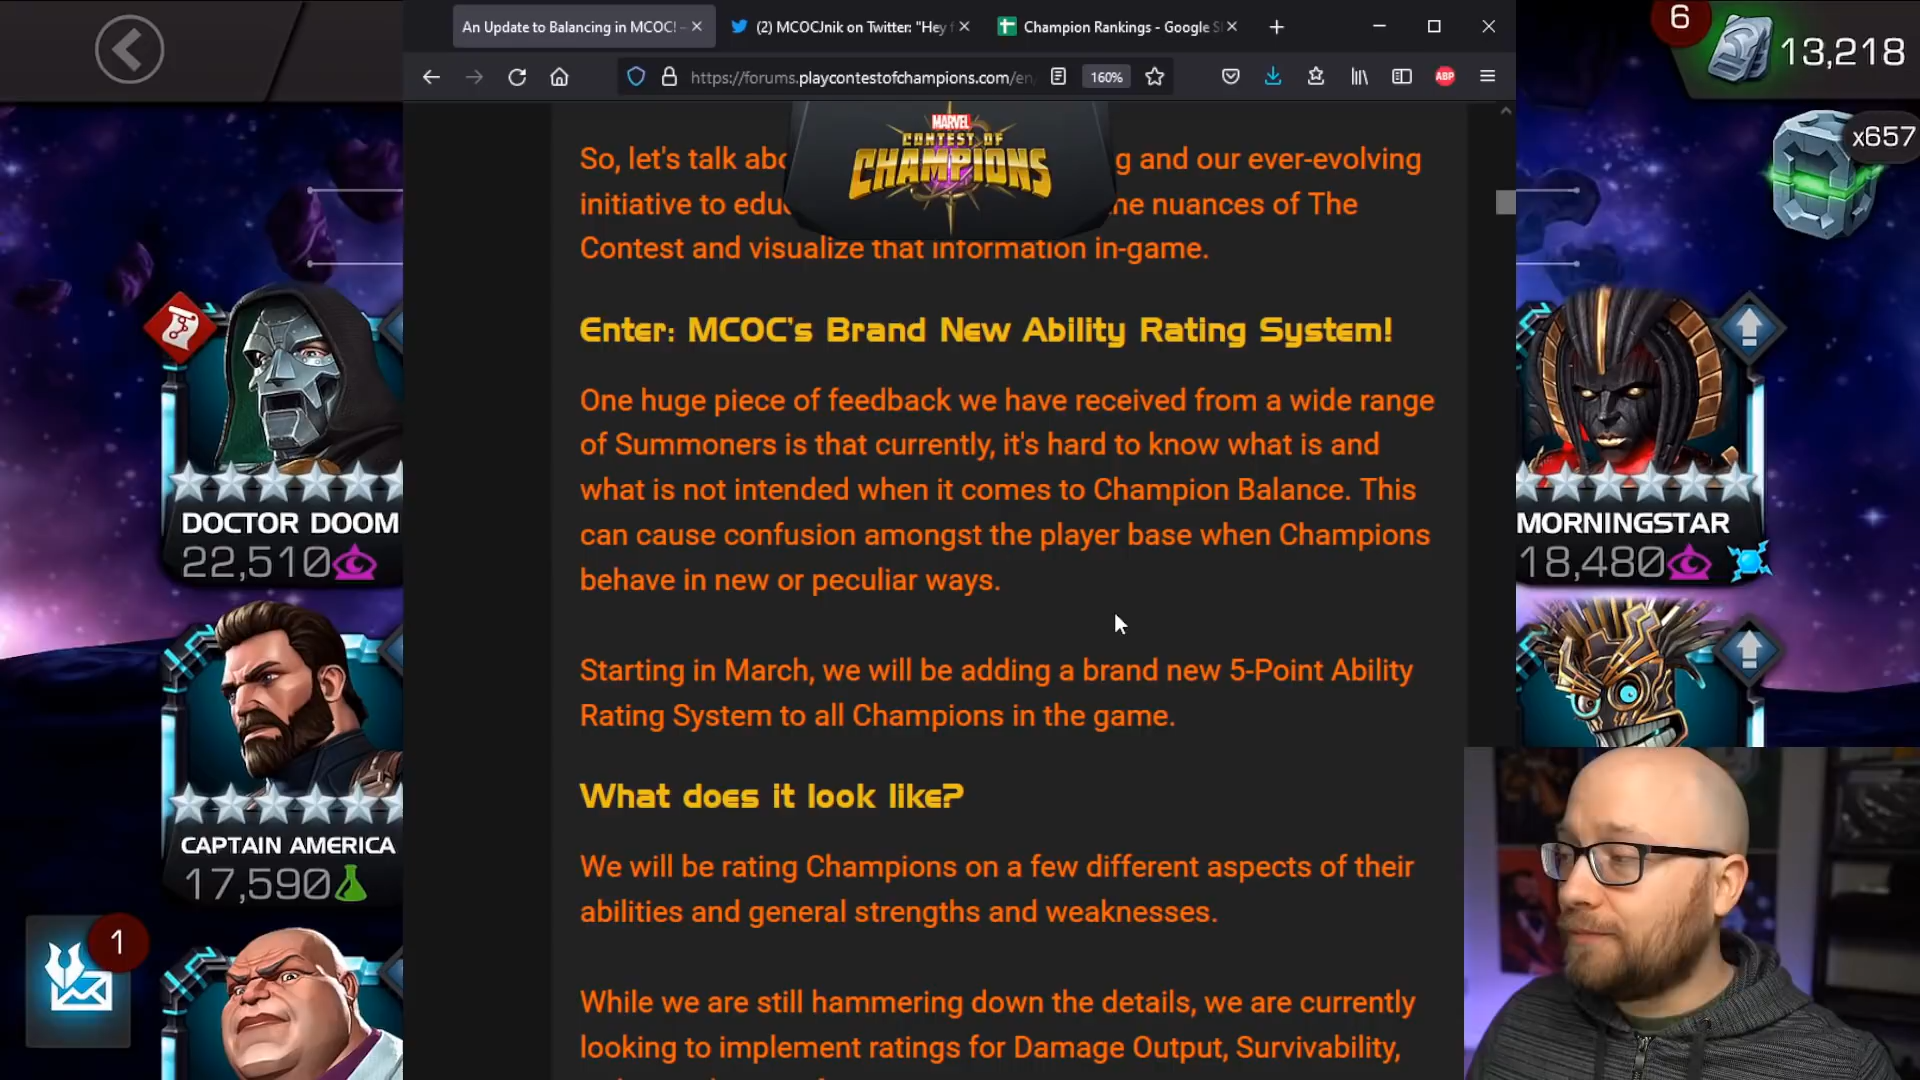 An Update to Balancing in MCOC! -
(2) MCOCJnik on Twitter: "Hey f
Champion Rankings - Google S
https://forums.playcontestofchampions.com/en
160%
ABP
6
13,218
x657
MARVEL
CONTEST OF
CHAMPIONS
So, let's talk abo g and our ever-evolving
initiative to edu he nuances of The
Contest and visualize that information in-game.
Enter: MCOC's Brand New Ability Rating System!
One huge piece of feedback we have received from a wide range
of Summoners is that currently, it's hard to know what is and
what is not intended when it comes to Champion Balance. This
can cause confusion amongst the player base when Champions
behave in new or peculiar ways.
Starting in March, we will be adding a brand new 5-Point Ability
Rating System to all Champions in the game.
What does it look like?
We will be rating Champions on a few different aspects of their
abilities and general strengths and weaknesses.
While we are still hammering down the details, we are currently
looking to implement ratings for Damage Output, Survivability,
DOCTOR DOOM
22,510
CAPTAIN AMERICA
17,590
1
MORNINGSTAR
18,480